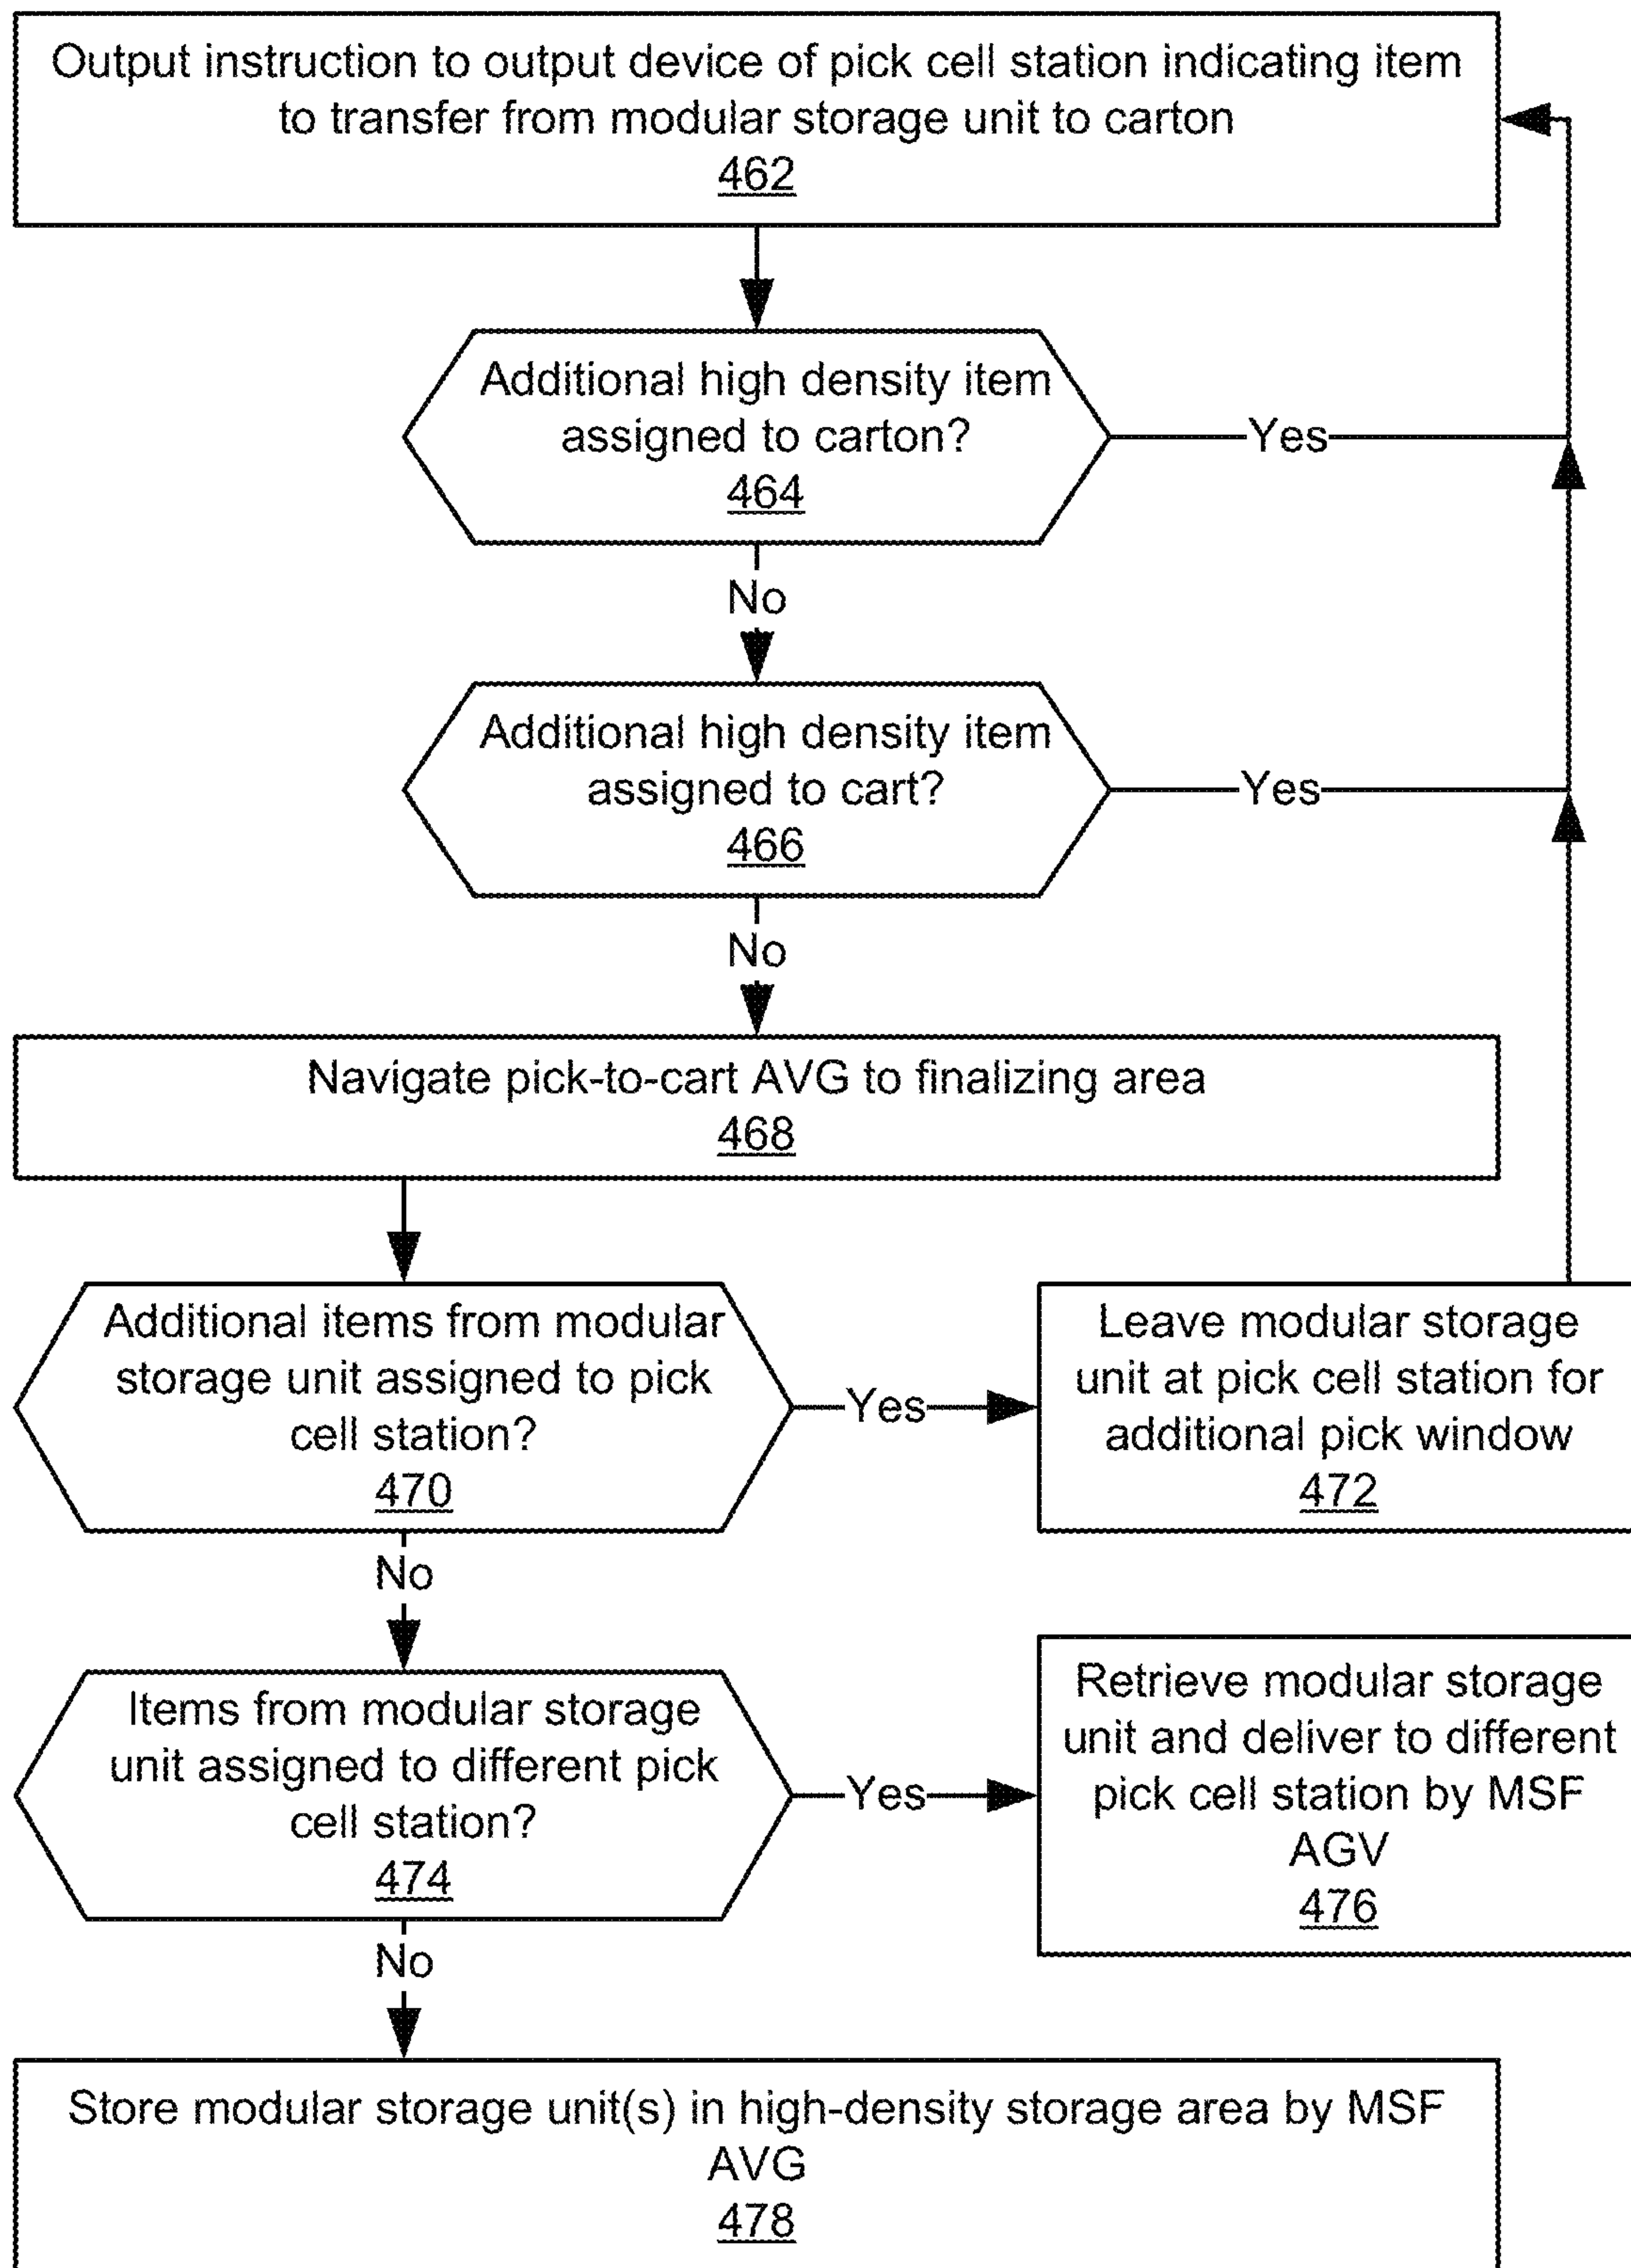 Output instruction to output device of pick cell station indicating item
to transfer from modular storage unit to carton
462
Additional high density item
assigned to carton?
464
Yes
No
Additional high density item
assigned to cart?
466
Yes
No
Navigate pick-to-cart AVG to finalizing area
468
Additional items from modular
storage unit assigned to pick
cell station?
470
Yes
Leave modular storage
unit at pick cell station for
additional pick window
472
No
Items from modular storage
unit assigned to different pick
cell station?
474
Yes
Retrieve modular storage
unit and deliver to different
pick cell station by MSF
AGV
476
No
Store modular storage unit(s) in high-density storage area by MSF
AVG
478